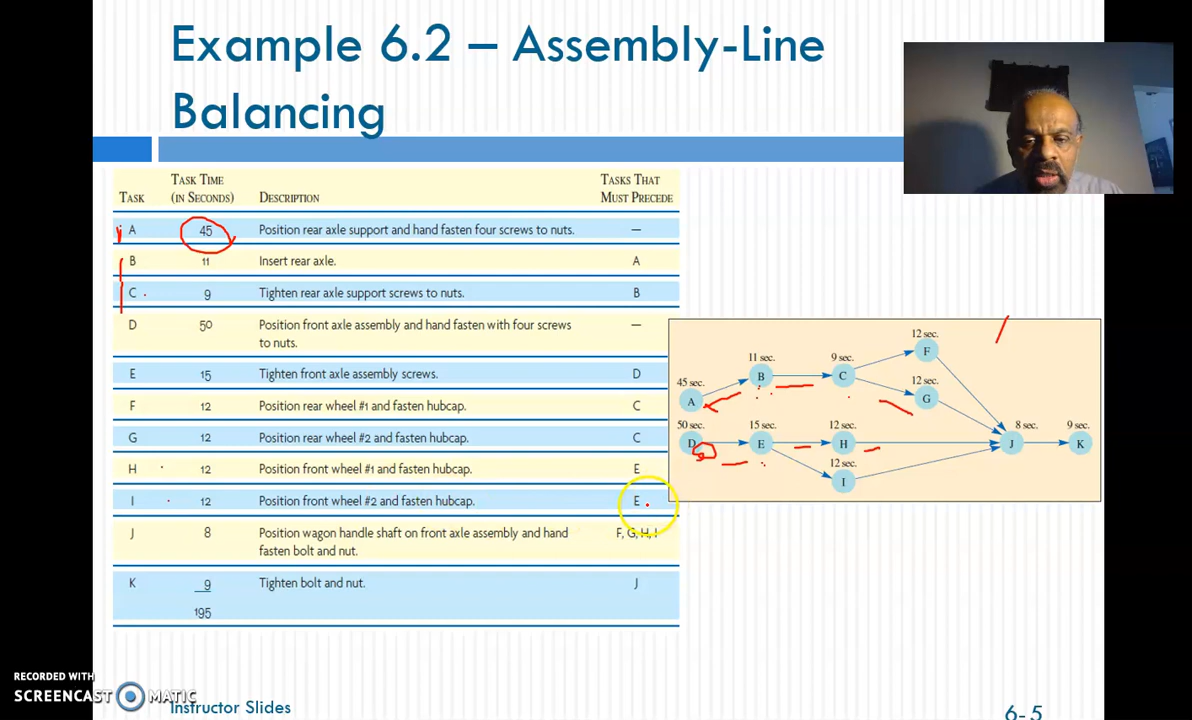 Example 6.2 – Assembly-Line
Balancing
TASK TASK TIME (IN SECONDS) DESCRIPTION TASKS THAT MUST PRECEDE
A 45 Position rear axle support and hand fasten four screws to nuts. —
B 11 Insert rear axle. A
C 9 Tighten rear axle support screws to nuts. B
D 50 Position front axle assembly and hand fasten with four screws —
to nuts.
E 15 Tighten front axle assembly screws. D
F 12 Position rear wheel #1 and fasten hubcap. C
G 12 Position rear wheel #2 and fasten hubcap. C
H 12 Position front wheel #1 and fasten hubcap. E
I 12 Position front wheel #2 and fasten hubcap. E
J 8 Position wagon handle shaft on front axle assembly and hand F, G, H, I
fasten bolt and nut.
K 9 Tighten bolt and nut. J
195
12 sec.
F
11 sec. 9 sec.
B C
45 sec. 12 sec.
A G
50 sec. 15 sec. 12 sec. 8 sec. 9 sec.
D E H J K
12 sec.
I
RECORDED WITH
SCREENCAST MATIC
Instructor Slides
6-5